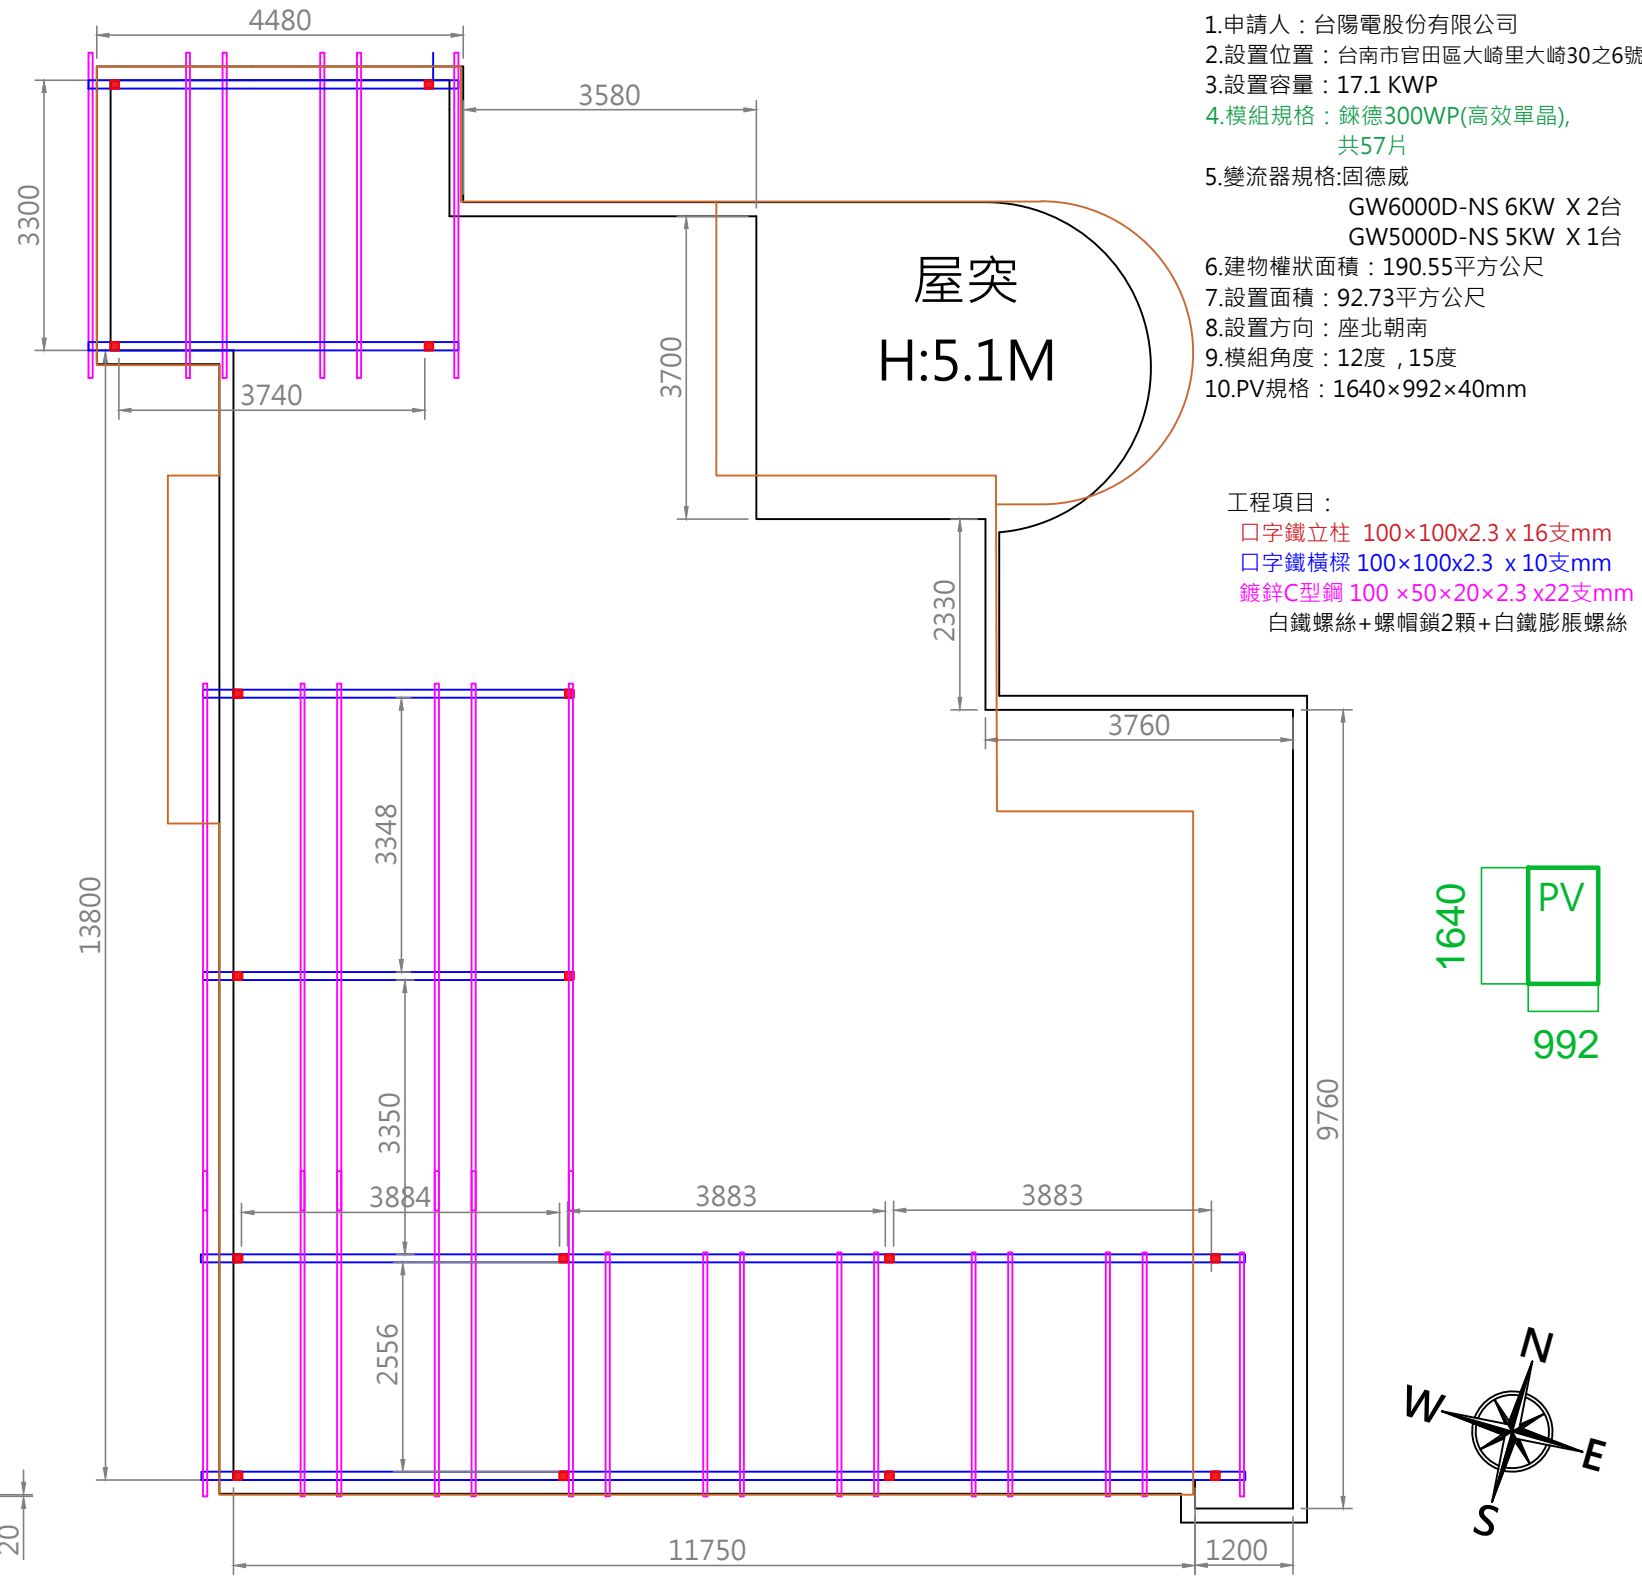 1.申請人：台陽電股份有限公司
2.設置位置：台南市官田區大崎里大崎30之6號
3.設置容量：17.1 KWP
4.模組規格：錸德300WP(高效單晶),
共57片
5.變流器規格:固德威
GW6000D-NS 6KW X 2台
GW5000D-NS 5KW X 1台
6.建物權狀面積：190.55平方公尺
7.設置面積：92.73平方公尺
8.設置方向：座北朝南
9.模組角度：12度 , 15度
10.PV規格：1640×992×40mm
工程項目：
口字鐵立柱 100×100x2.3 x 16支mm
口字鐵橫樑 100×100x2.3 x 10支mm
鍍鋅C型鋼 100 ×50×20×2.3 x22支mm
白鐵螺絲+螺帽鎖2顆+白鐵膨脹螺絲
4480
3580
3300
3740
3700
屋突
H:5.1M
2330
3760
3348
13800
3350
9760
3884
3883
3883
2556
11750
1200
20
PV
1640
992
N
W
E
S